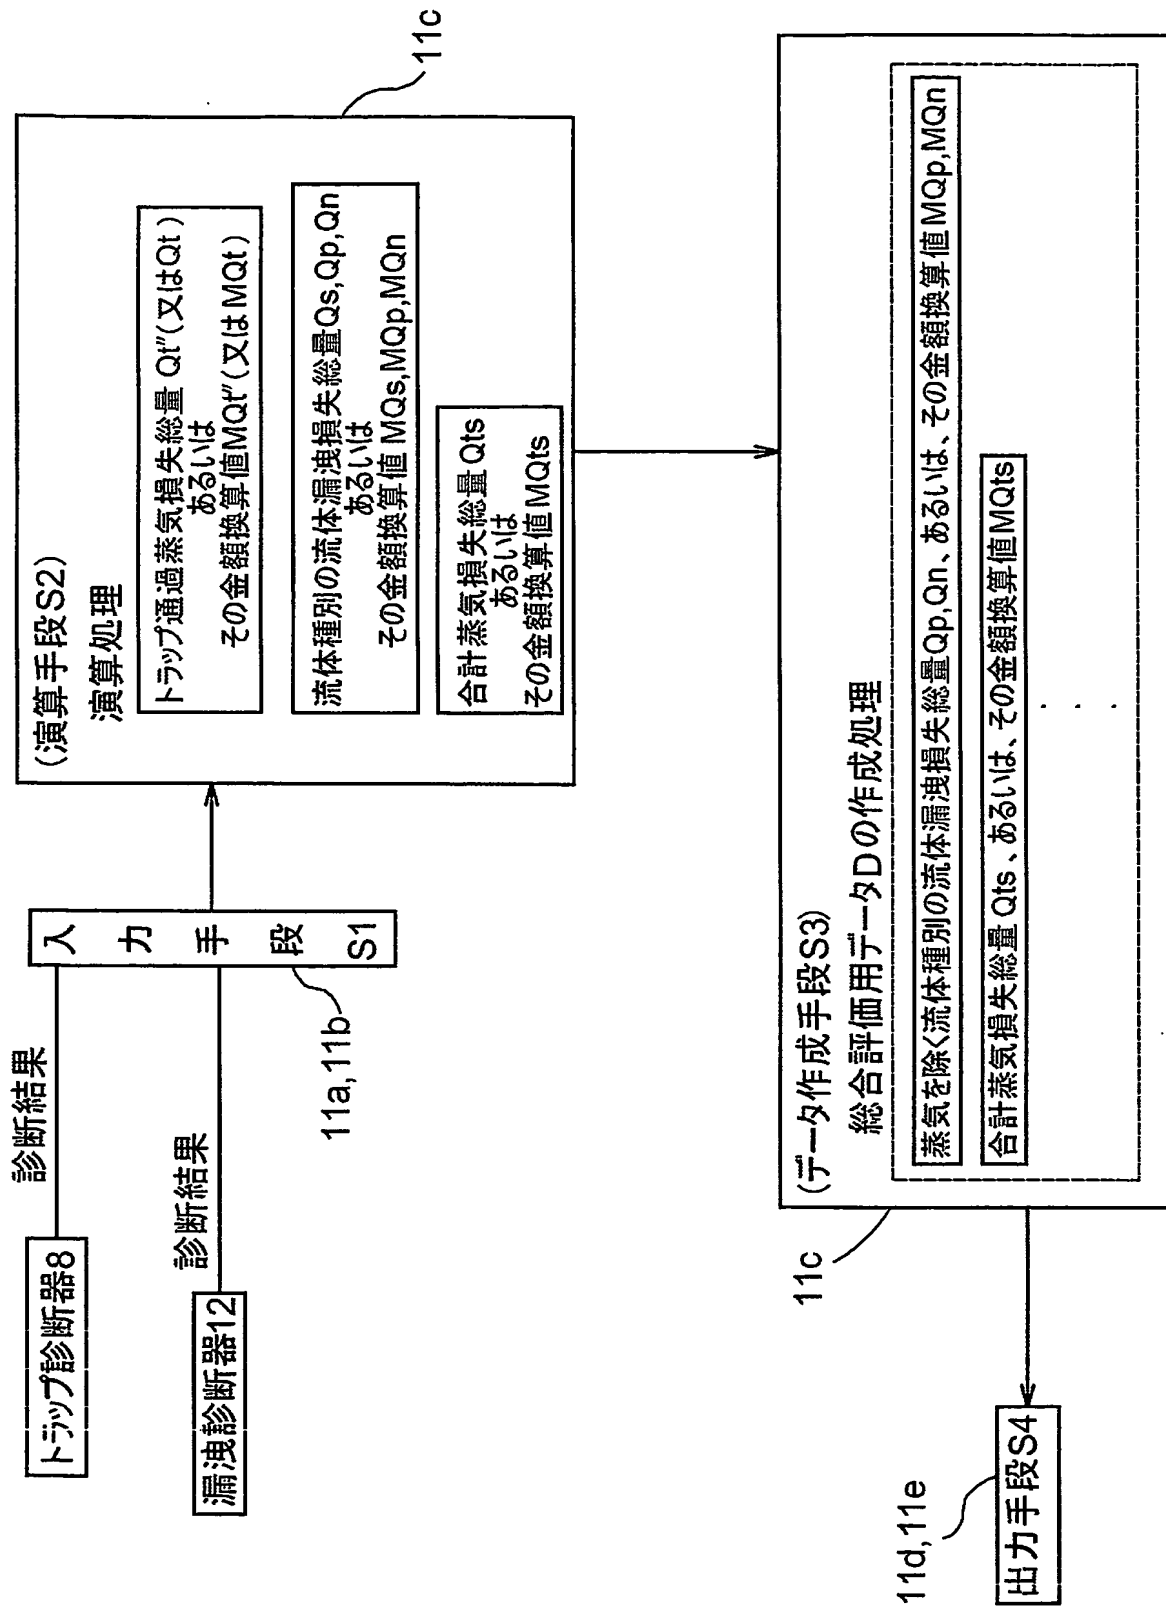 トラップ診断器8
診断結果
漏洩診断器12
診断結果
入力手段S1
11a,11b
(演算手段S2)
演算処理
トラップ通過蒸気損失総量Qt"(又はQt)
あるいは
その金額換算値MQt"(又はMQt)
流体種別の流体漏洩損失総量Qs,Qp,Qn
あるいは
その金額換算値MQs,MQp,MQn
合計蒸気損失総量Qts
あるいは
その金額換算値MQts
11c
(データ作成手段S3)
総合評価用データDの作成処理
蒸気を除く流体種別の流体漏洩損失総量Qp,Qn、あるいは、その金額換算値MQp,MQn
合計蒸気損失総量Qts、あるいは、その金額換算値MQts
. . .
11c
11d,11e
出力手段S4